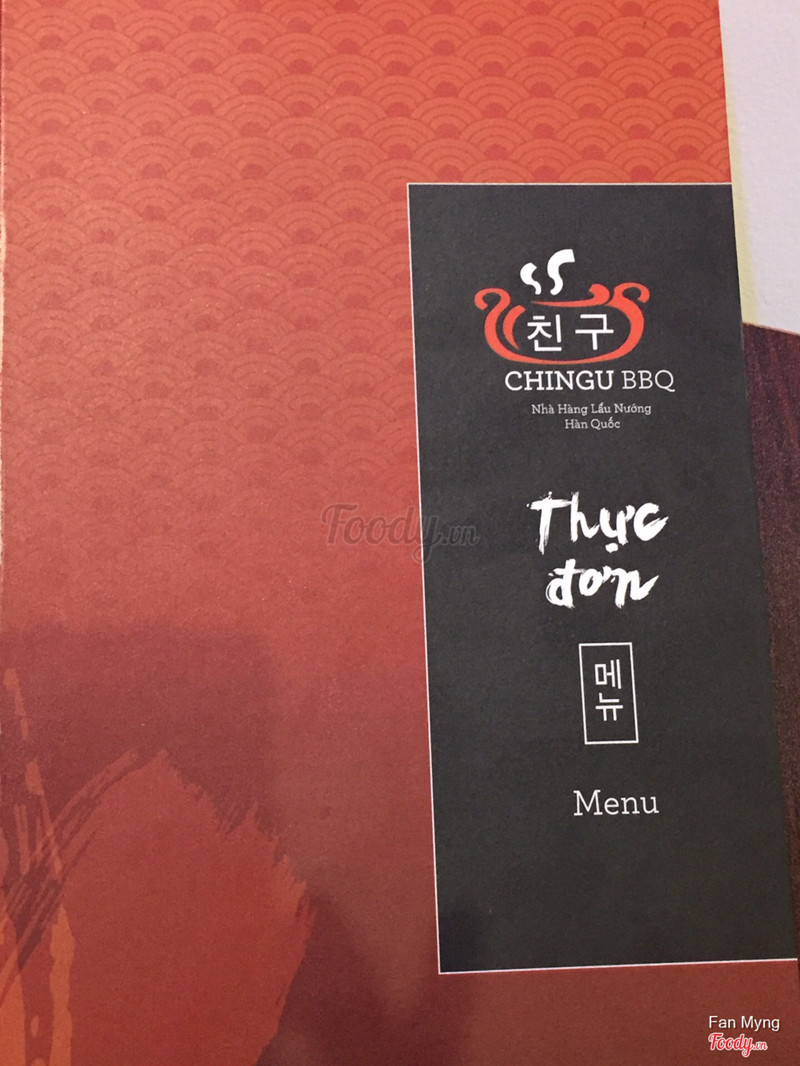 친구
CHINGU BBQ
Nhà Hàng Lẩu Nướng
Hàn Quốc
Foody.vn
Thực
đơn
메뉴
Menu
Fan Myng
Foody.vn